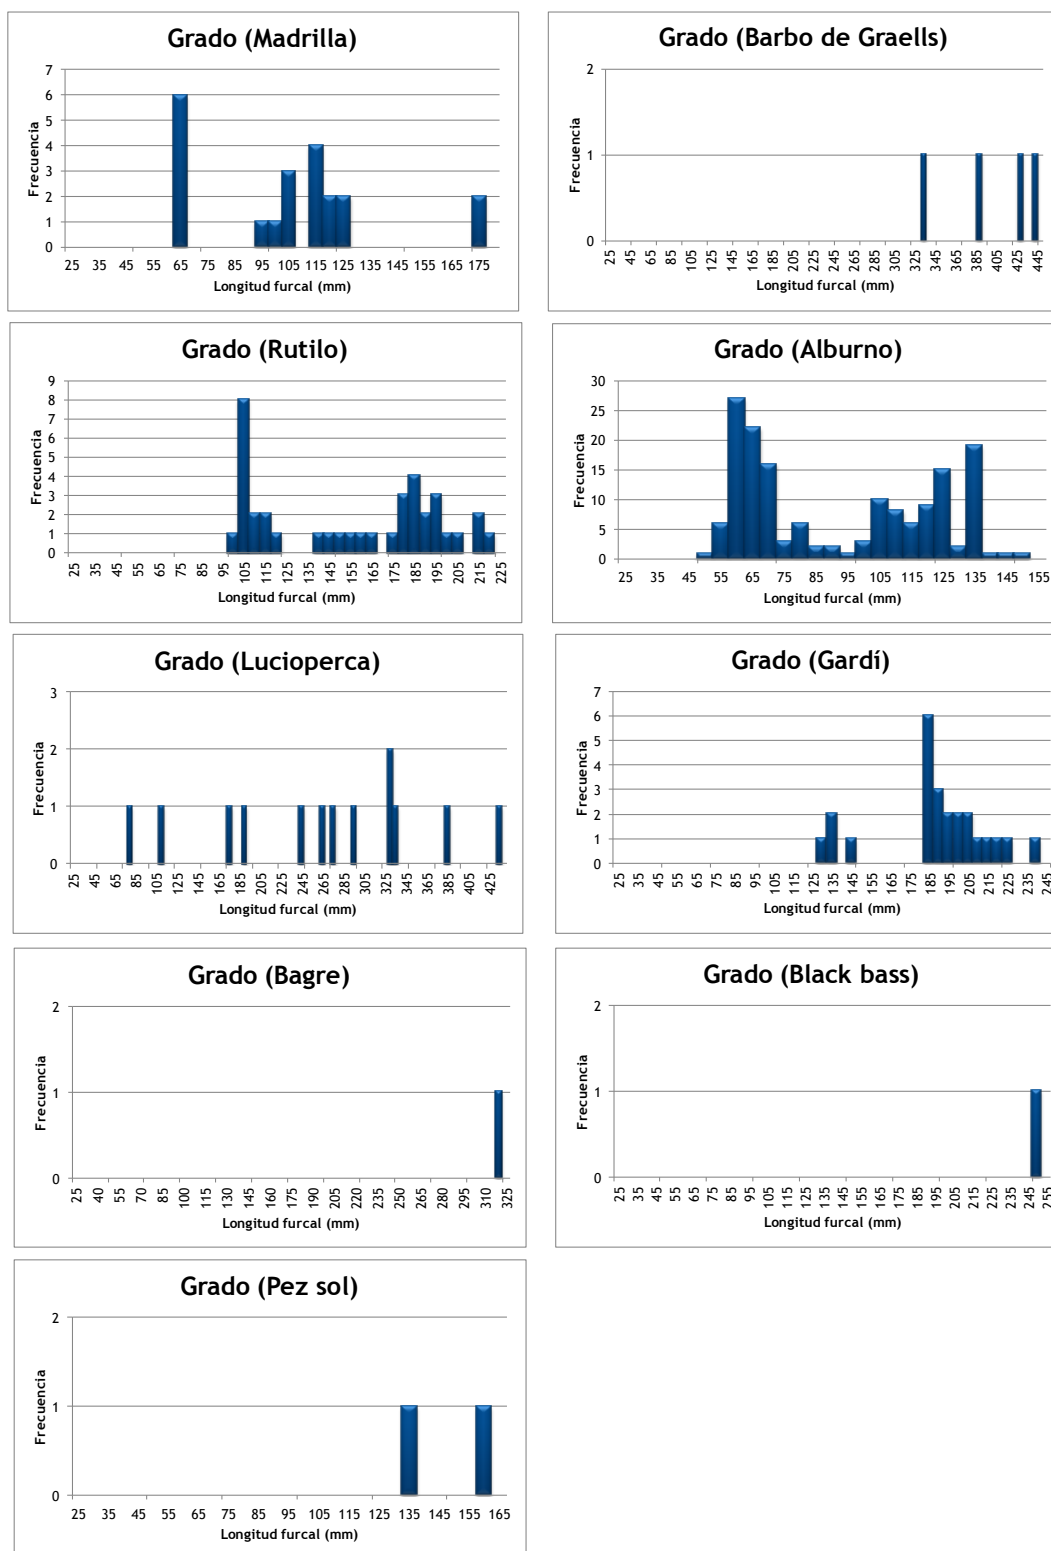 Grado (Madrilla)
7
6
5
4
3
2
1
0
Frecuencia
25 35 45 55 65 75 85 95 105 115 125 145 155 165 175
Longitud furcal (mm)
Grado (Barbo de Graells)
2
1
0
Frecuencia
25 45 65 85 105 125 145 165 185 205 225 245 265 285 305 325 345 365 385 405 425 445
Longitud furcal (mm)
Grado (Rutilo)
9
8
7
6
5
4
3
2
1
0
Frecuencia
25 35 45 55 65 75 85 95 105 115 125 135 145 155 165 175 185 195 205 215 225
Longitud furcal (mm)
Grado (Alburno)
30
25
20
15
10
5
0
Frecuencia
25 35 45 55 65 75 85 95 105 115 125 135 145 155
Longitud furcal (mm)
Grado (Lucioperca)
3
2
1
0
Frecuencia
25 45 65 85 105 125 145 165 185 205 225 245 265 285 305 325 345 365 385 405 425
Longitud furcal (mm)
Grado (Gardí)
7
6
5
4
3
2
1
0
Frecuencia
25 35 45 55 65 75 85 95 105 115 125 135 145 155 165 175 185 195 205 215 225 235 245
Longitud furcal (mm)
Grado (Bagre)
2
1
0
Frecuencia
25 40 55 70 85 100 115 130 145 160 175 190 205 220 235 250 265 280 295 310 325
Longitud furcal (mm)
Grado (Black bass)
2
1
0
Frecuencia
25 35 45 55 65 75 85 95 105 115 125 135 145 155 165 175 185 195 205 215 225 235 245 255
Longitud furcal (mm)
Grado (Pez sol)
2
1
0
Frecuencia
25 35 45 55 65 75 85 95 105 115 125 135 145 155 165
Longitud furcal (mm)